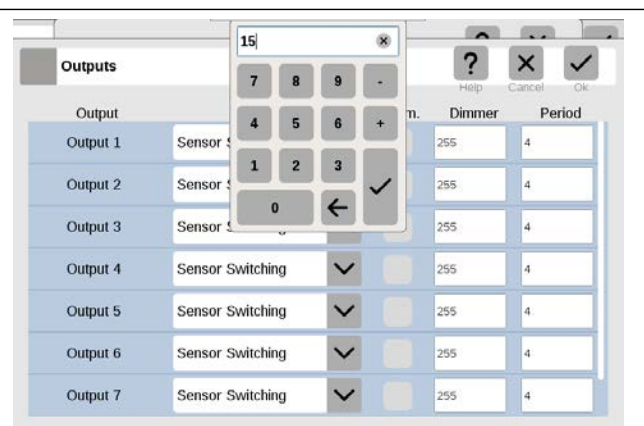 15
Outputs
7 8 9 -
Help Cancel Ok
Output m. Dimmer Period
4 5 6 +
Output 1 Sensor 255 4
1 2 3
Output 2 Sensor 255 4
0
Output 3 Sensor 255 4
Output 4 Sensor Switching 255 4
Output 5 Sensor Switching 255 4
Output 6 Sensor Switching 255 4
Output 7 Sensor Switching 255 4